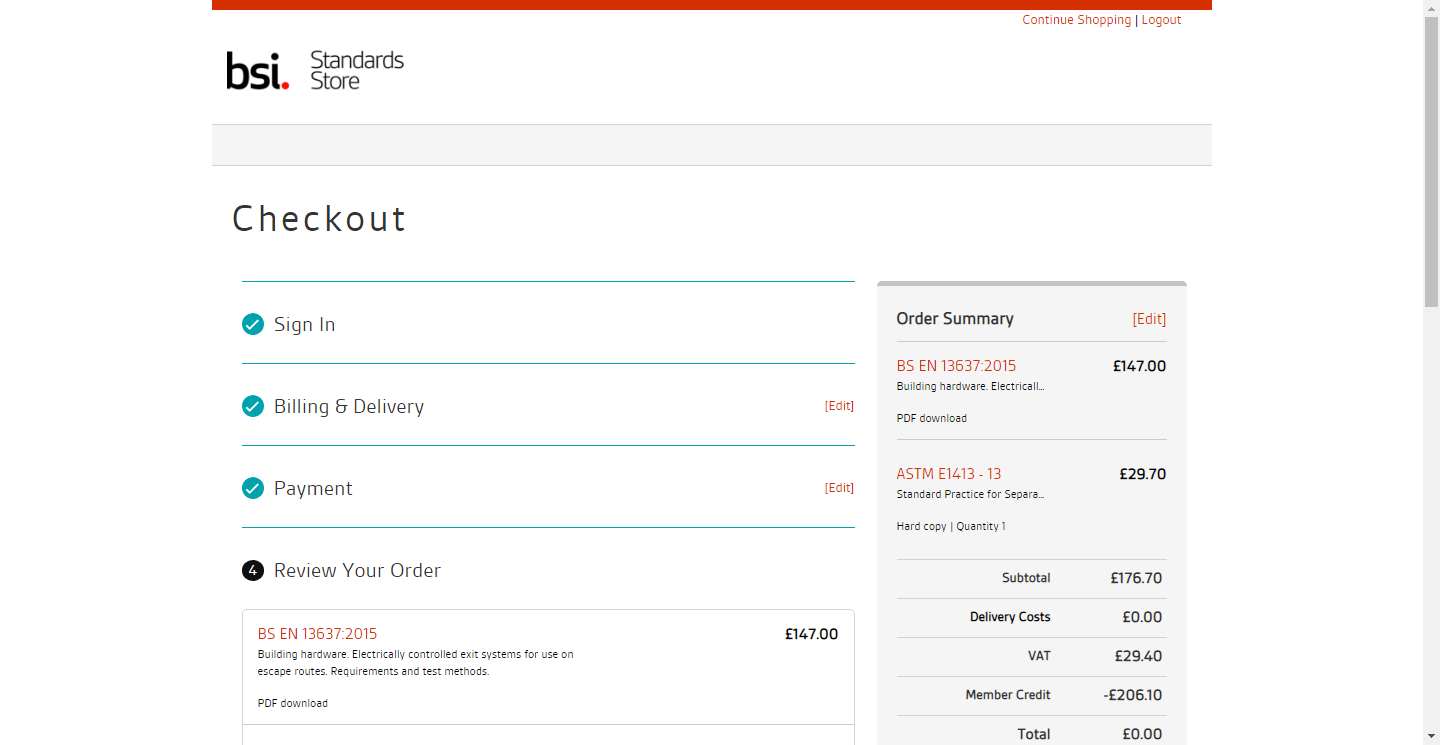 Continue Shopping | Logout
bsi.
Standards
Store
Checkout
Sign In
Billing & Delivery
[Edit]
Payment
[Edit]
4
Review Your Order
BS EN 13637:2015
£147.00
Building hardware. Electrically controlled exit systems for use on
escape routes. Requirements and test methods.
PDF download
Order Summary
[Edit]
BS EN 13637:2015
£147.00
Building hardware. Electricall...
PDF download
ASTM E1413 - 13
£29.70
Standard Practice for Separa...
Hard copy | Quantity 1
Subtotal
£176.70
Delivery Costs
£0.00
VAT
£29.40
Member Credit
-£206.10
Total
£0.00